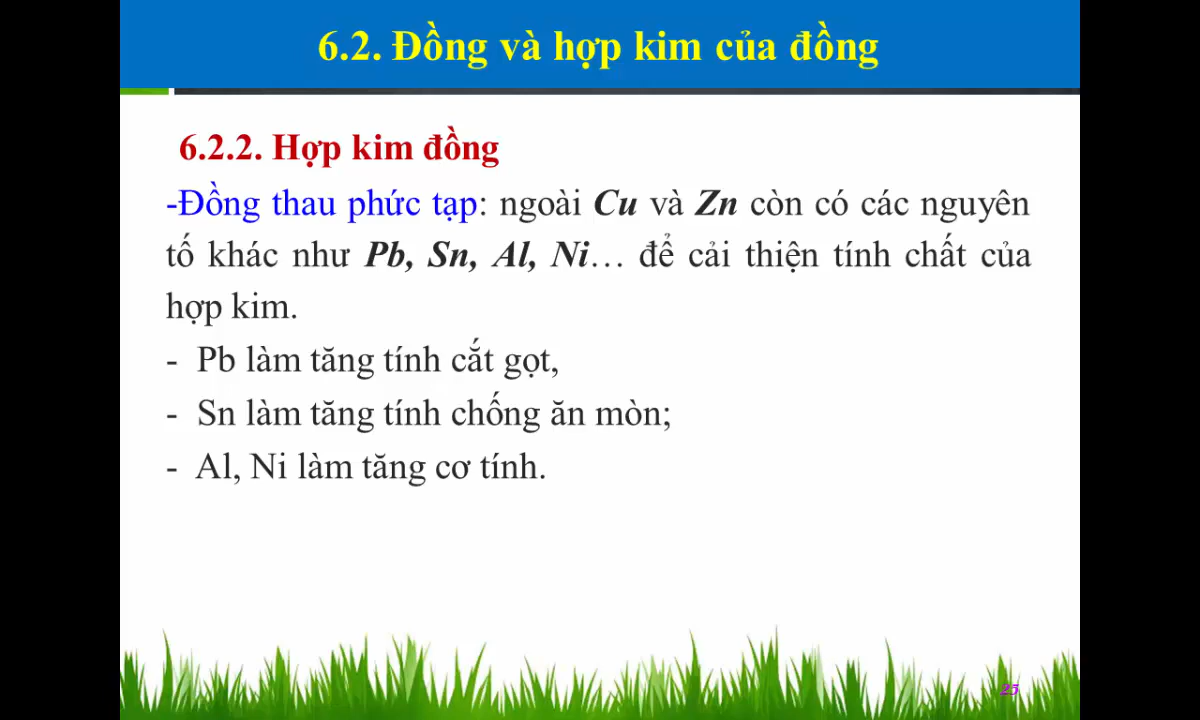 6.2. Đồng và hợp kim của đồng
6.2.2. Hợp kim đồng
-Đồng thau phức tạp: ngoài Cu và Zn còn có các nguyên
tố khác như Pb, Sn, Al, Ni… để cải thiện tính chất của
hợp kim.
- Pb làm tăng tính cắt gọt,
- Sn làm tăng tính chống ăn mòn;
- Al, Ni làm tăng cơ tính.
25